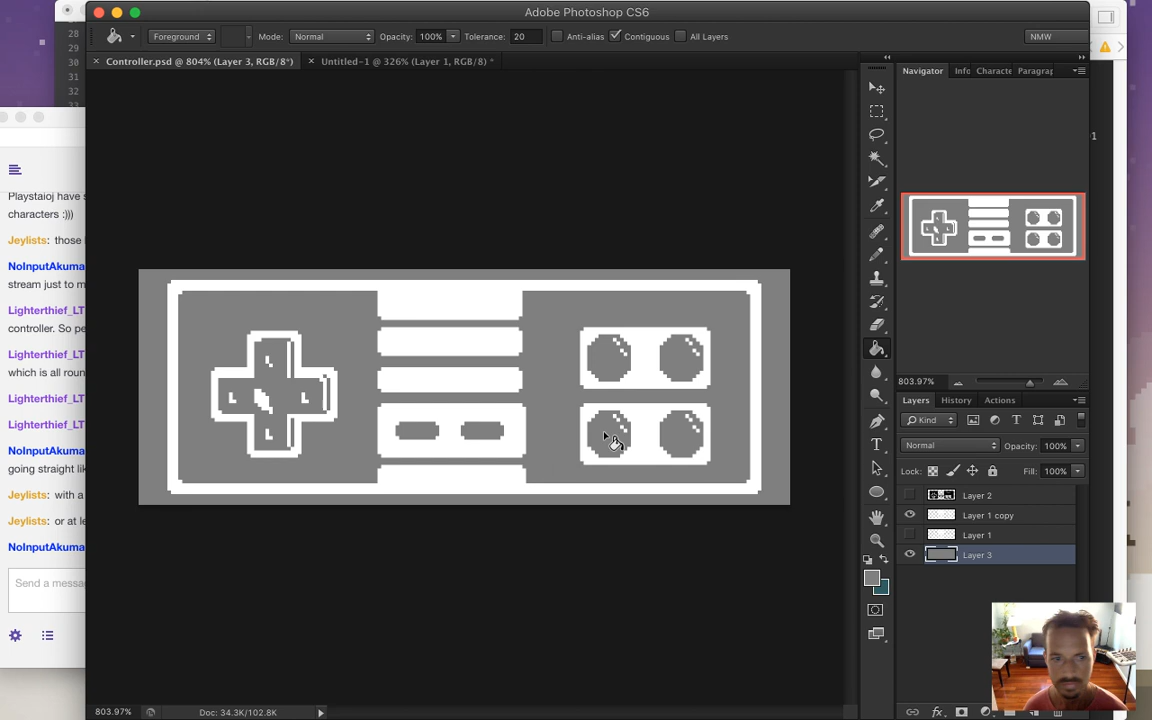 Adobe Photoshop CS6
Foreground
Mode: Normal
Opacity: 100%
Tolerance: 20
Anti-alias
Contiguous
All Layers
NMW
× Controller.psd @ 804% (Layer 3, RGB/8*)
× Untitled-1 @ 326% (Layer 1, RGB/8) *
28
29
30
31
32
33
Playstaioj have s
characters :)))
Jeylists: those
NoInputAkuma
stream just to m
Lighterthief_LT
controller. So pe
Lighterthief_LT
which is all roun
Lighterthief_LT
Lighterthief_LT
NoInputAkuma
going straight lik
Jeylists: with a
Jeylists: or at le
NoInputAkuma
Send a messa
Navigator
Info
Characte
Paragrap
803.97%
Layers
History
Actions
Kind
Normal
Opacity: 100%
Lock:
Fill: 100%
Layer 2
Layer 1 copy
Layer 1
Layer 3
fx
803.97%
Doc: 34.3K/102.8K